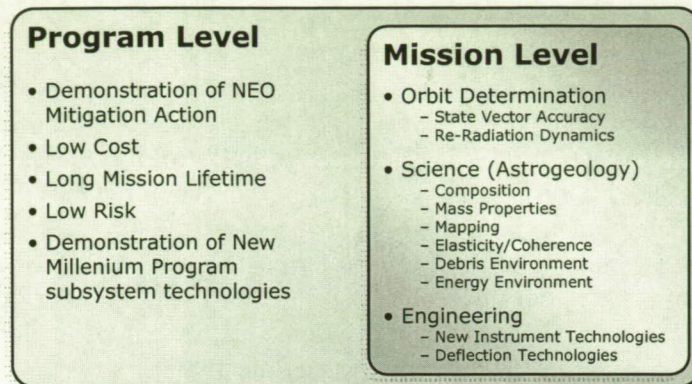 Program Level
• Demonstration of NEO
Mitigation Action
• Low Cost
• Long Mission Lifetime
• Low Risk
• Demonstration of New
Millenium Program
subsystem technologies
Mission Level
• Orbit Determination
– State Vector Accuracy
– Re-Radiation Dynamics
• Science (Astrogeology)
– Composition
– Mass Properties
– Mapping
– Elasticity/Coherence
– Debris Environment
– Energy Environment
• Engineering
– New Instrument Technologies
– Deflection Technologies